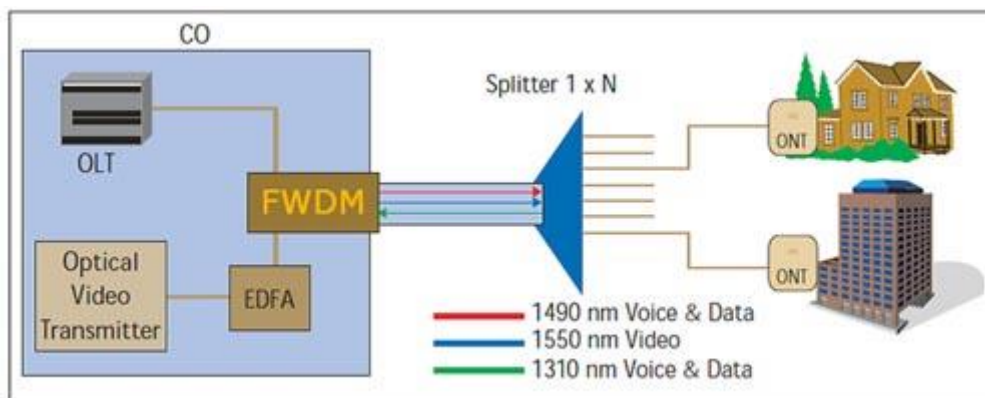 CO
OLT
FWDM
Optical
Video
Transmitter
EDFA
Splitter 1 x N
ONT
ONT
1490 nm Voice & Data
1550 nm Video
1310 nm Voice & Data